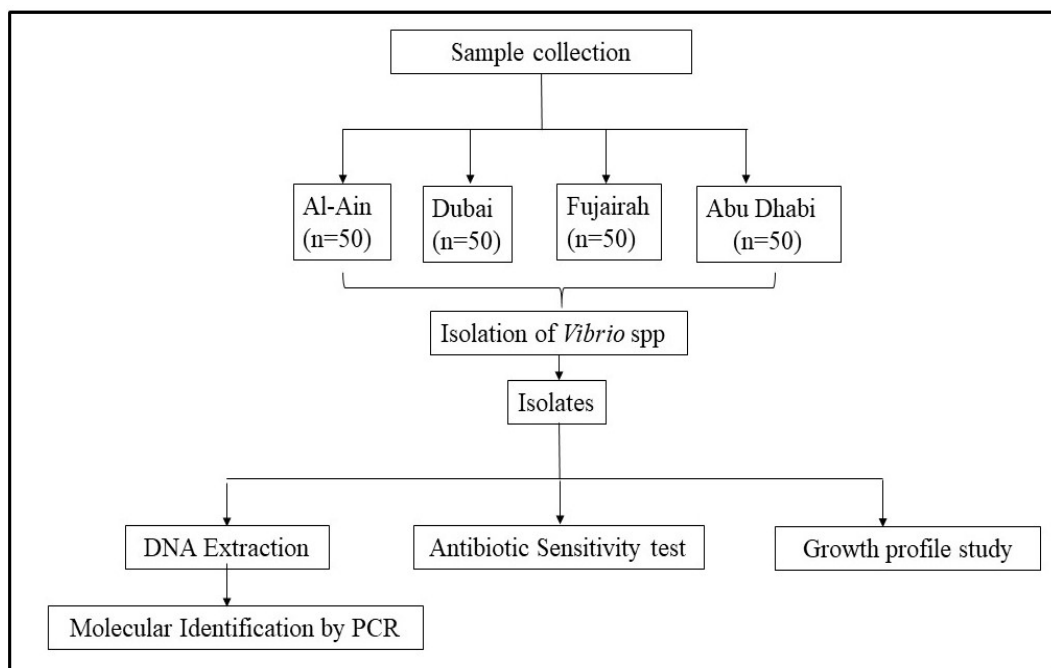 Sample collection
Al-Ain
(n=50)
Dubai
(n=50)
Fujairah
(n=50)
Abu Dhabi
(n=50)
Isolation of Vibrio spp
Isolates
DNA Extraction
Antibiotic Sensitivity test
Growth profile study
Molecular Identification by PCR